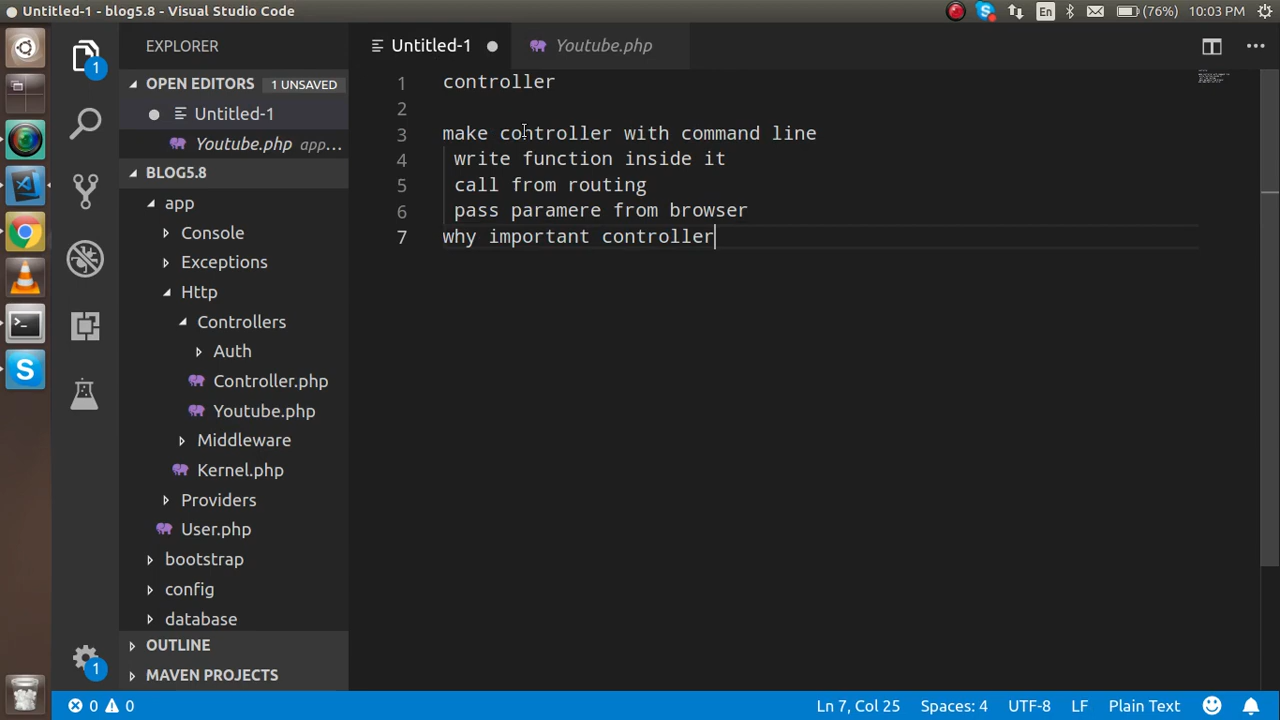 Untitled-1 - blog5.8 - Visual Studio Code
En
(76%)
10:03 PM
EXPLORER
Untitled-1
Youtube.php
1
OPEN EDITORS
1 UNSAVED
Untitled-1
Youtube.php app...
BLOG5.8
app
Console
Exceptions
Http
Controllers
Auth
Controller.php
Youtube.php
Middleware
Kernel.php
Providers
User.php
bootstrap
config
database
OUTLINE
MAVEN PROJECTS
1
1 controller
2
3 make controller with command line
4 write function inside it
5 call from routing
6 pass paramere from browser
7 why important controller
0 0
Ln 7, Col 25
Spaces: 4
UTF-8
LF
Plain Text